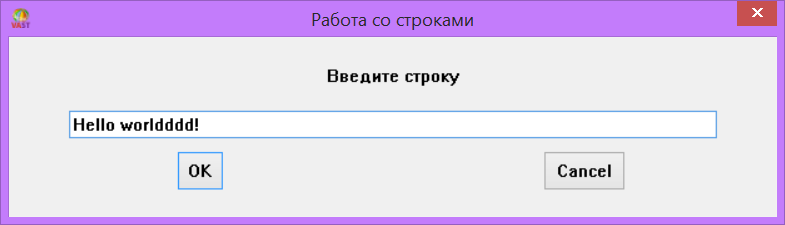 VAST
Работа со строками
Введите строку
Hello worldddd!
OK
Cancel